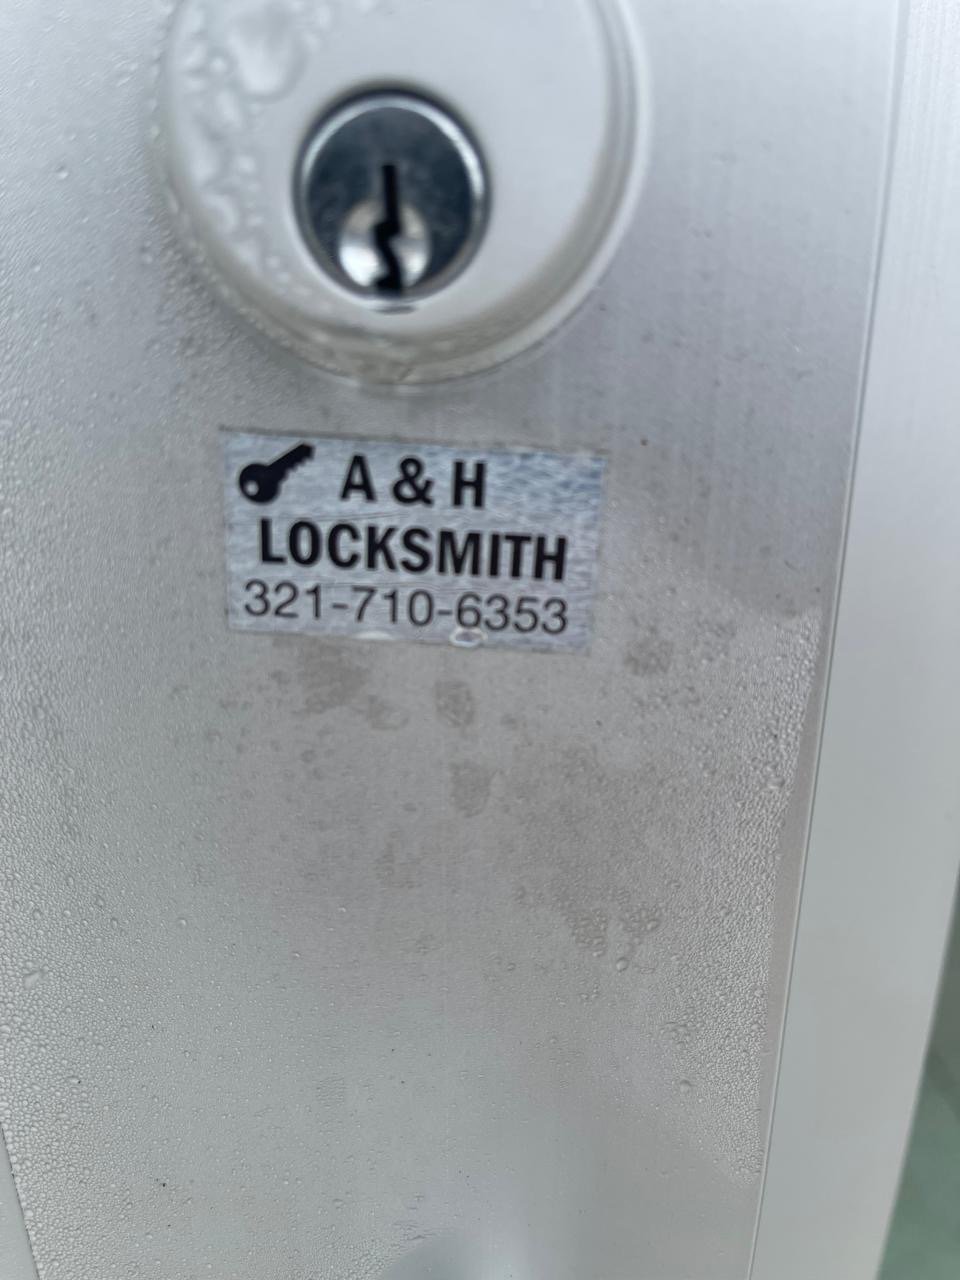 A & H
LOCKSMITH
321-710-6353